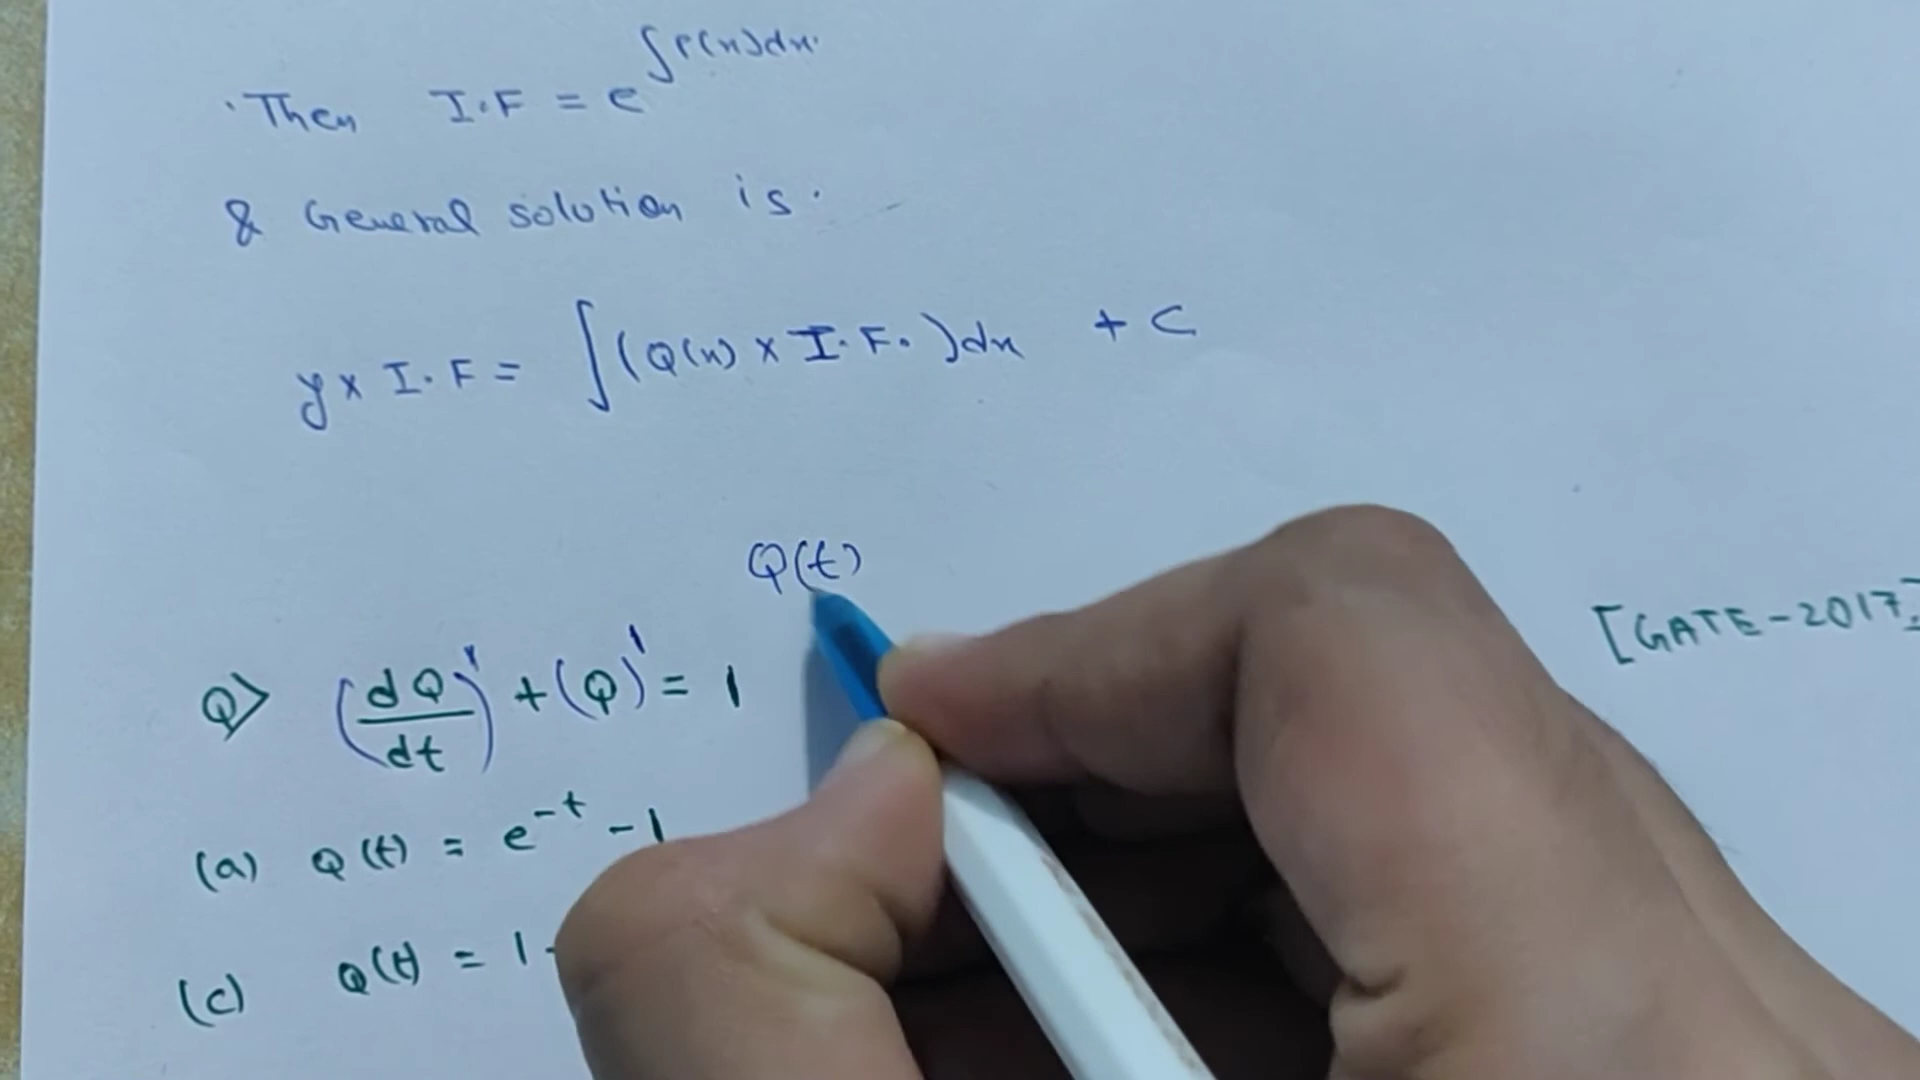 Then I.F = e^∫P(x)dx.
& General solution is.
y x I.F = ∫(Q(x) x I.F.)dx + C
Q(t)
[GATE-2017]
Q> (dQ/dt)^1 + (Q)^1 = 1
(a) Q(t) = e^-t - 1
(c) Q(t) = 1 -